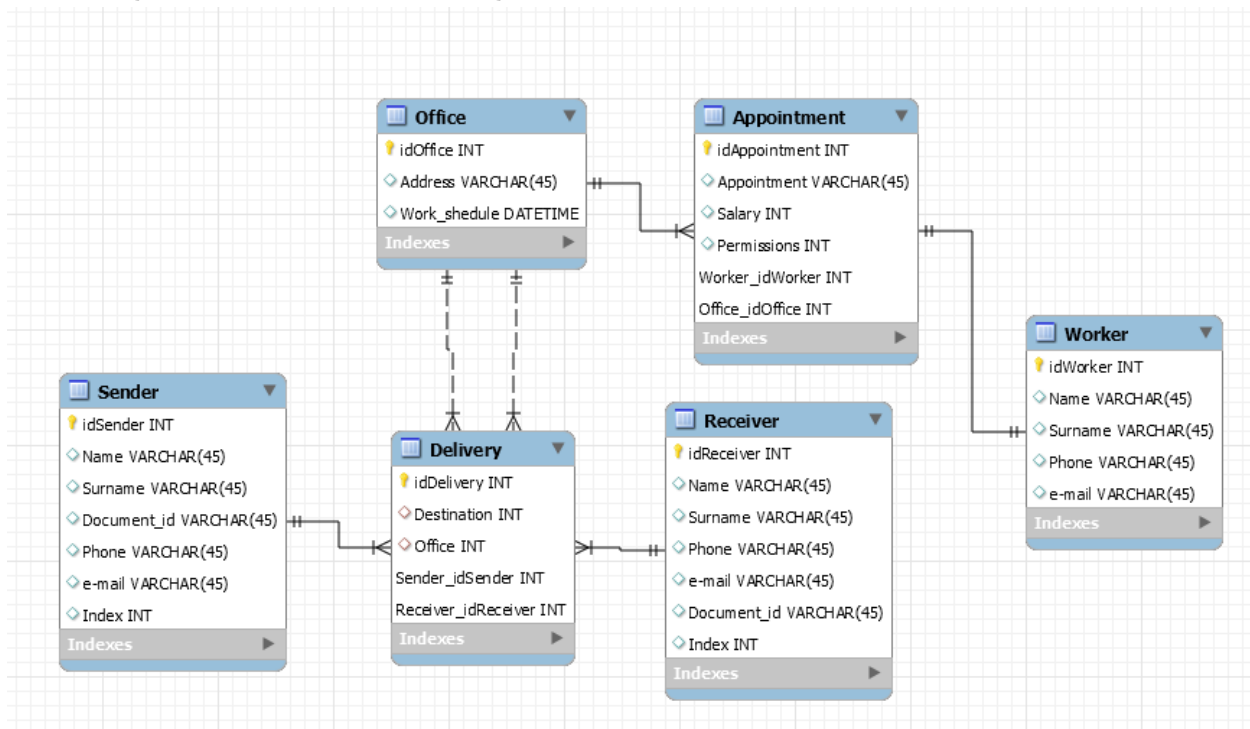 Office
idOffice INT
Address VARCHAR(45)
Work_shedule DATETIME
Indexes
Appointment
idAppointment INT
Appointment VARCHAR(45)
Salary INT
Permissions INT
Worker_idWorker INT
Office_idOffice INT
Indexes
Worker
idWorker INT
Name VARCHAR(45)
Surname VARCHAR(45)
Phone VARCHAR(45)
e-mail VARCHAR(45)
Indexes
Sender
idSender INT
Name VARCHAR(45)
Surname VARCHAR(45)
Document_id VARCHAR(45)
Phone VARCHAR(45)
e-mail VARCHAR(45)
Index INT
Indexes
Delivery
idDelivery INT
Destination INT
Office INT
Sender_idSender INT
Receiver_idReceiver INT
Indexes
Receiver
idReceiver INT
Name VARCHAR(45)
Surname VARCHAR(45)
Phone VARCHAR(45)
e-mail VARCHAR(45)
Document_id VARCHAR(45)
Index INT
Indexes